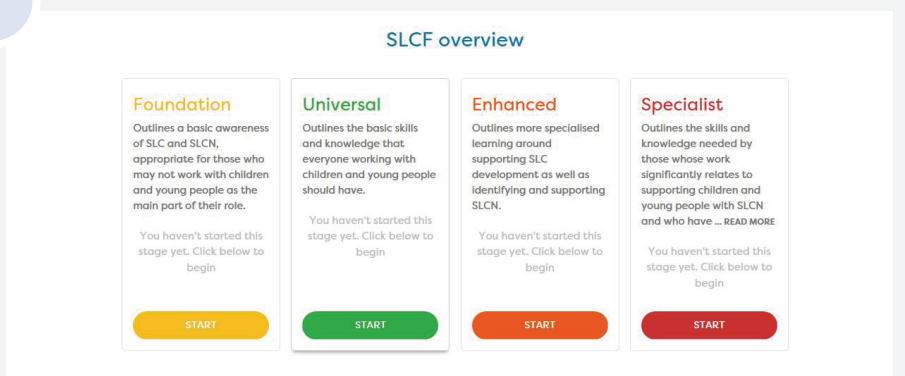 SLCF overview
Foundation
Outlines a basic awareness
of SLC and SLCN,
appropriate for those who
may not work with children
and young people as the
main part of their role.
You haven't started this
stage yet. Click below to
begin
START
Universal
Outlines the basic skills
and knowledge that
everyone working with
children and young people
should have.
You haven't started this
stage yet. Click below to
begin
START
Enhanced
Outlines more specialised
learning around
supporting SLC
development as well as
identifying and supporting
SLCN.
You haven't started this
stage yet. Click below to
begin
START
Specialist
Outlines the skills and
knowledge needed by
those whose work
significantly relates to
supporting children and
young people with SLCN
and who have ... READ MORE
You haven't started this
stage yet. Click below to
begin
START